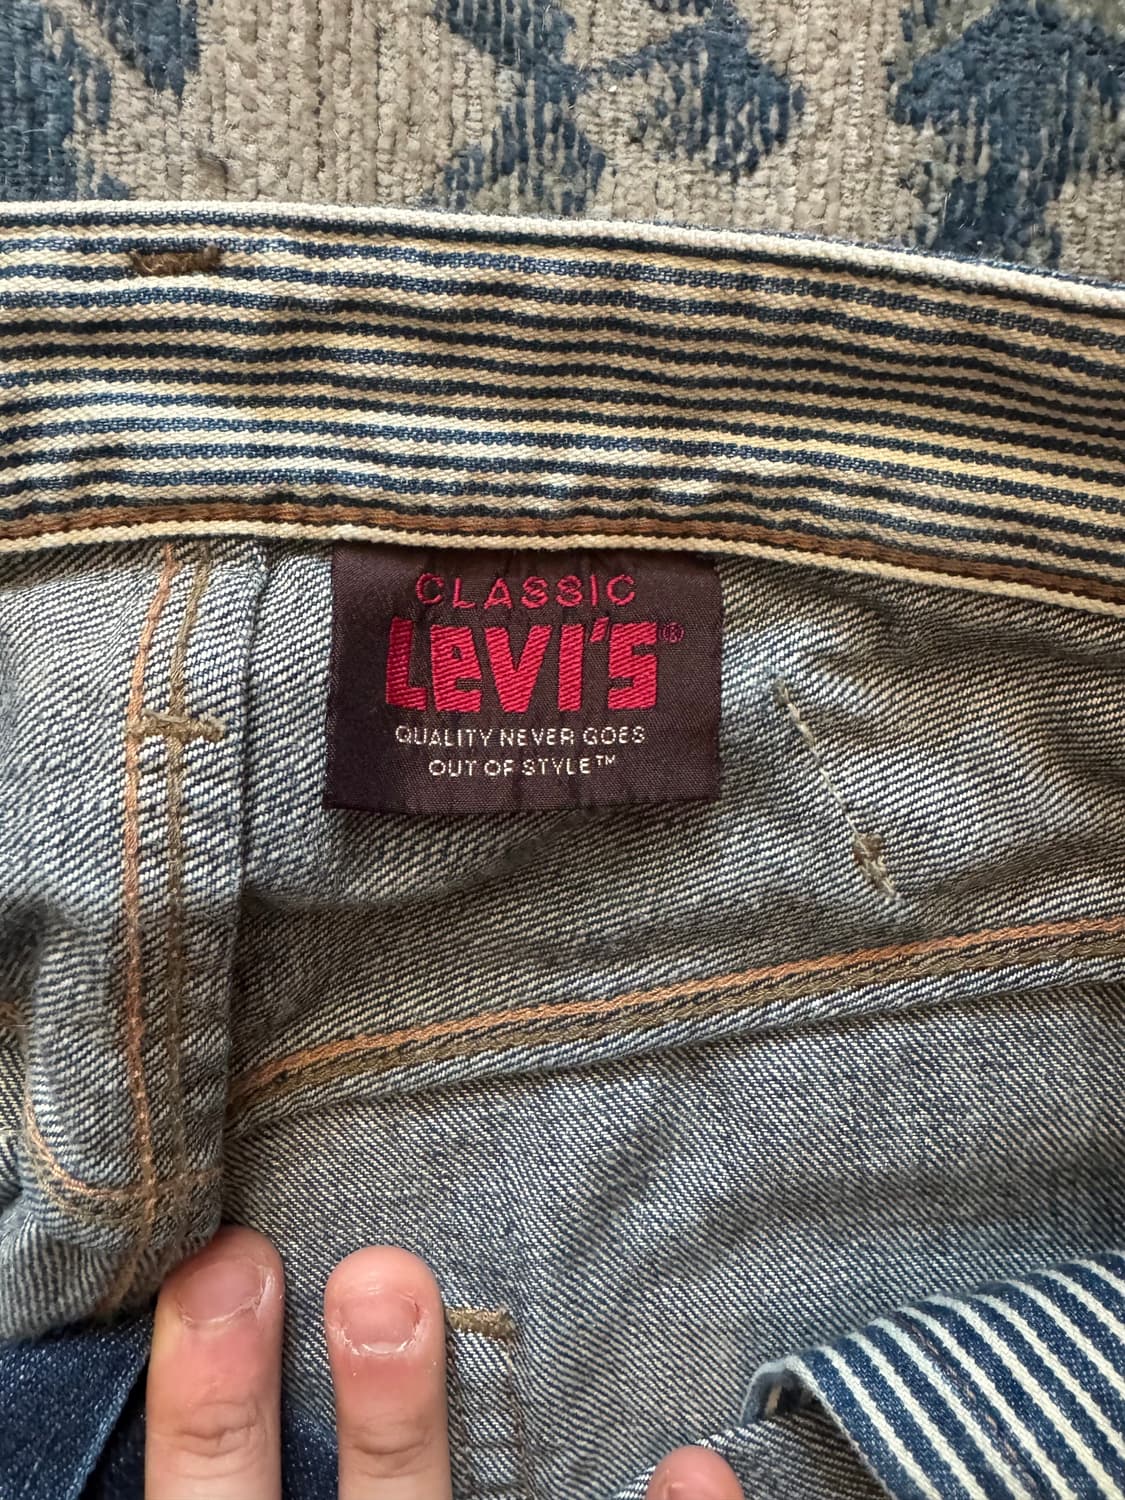 CLASSIC
LEVI'S®
QUALITY NEVER GOES
OUT OF STYLE™